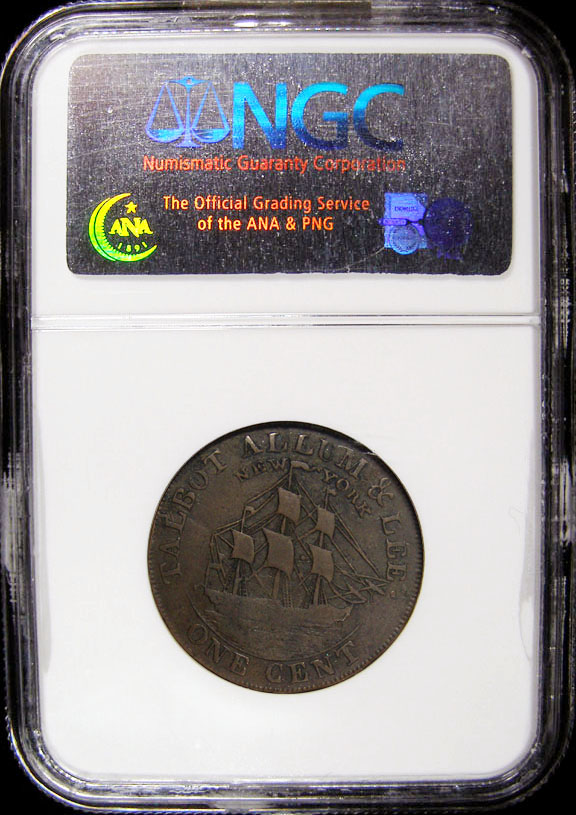 NGC
Numismatic Guaranty Corporation
The Official Grading Service
of the ANA & PNG
ANA
1891
TALBOT ALLUM & LEE
NEW YORK
ONE CENT